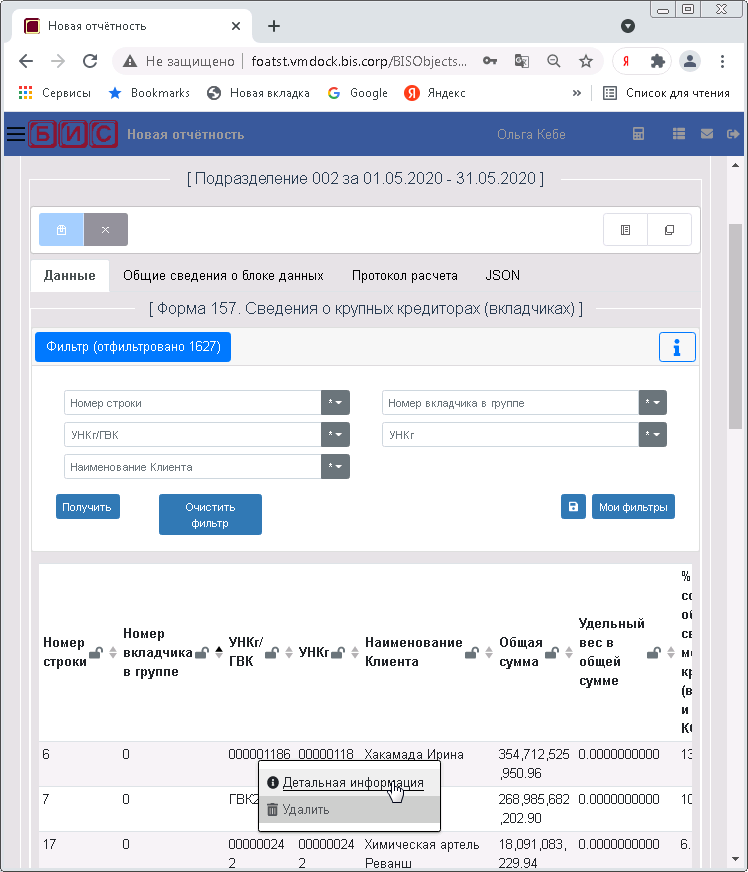 Новая отчётность
Не защищено | foatst.vmdock.bis.corp/BISObjects...
Я
Сервисы Bookmarks Новая вкладка Google Я Яндекс » Список для чтения
БИС Новая отчётность Ольга Кебе
[ Подразделение 002 за 01.05.2020 - 31.05.2020 ]
Данные Общие сведения о блоке данных Протокол расчета JSON
[ Форма 157. Сведения о крупных кредиторах (вкладчиках) ]
Фильтр (отфильтровано 1627)
Номер строки * Номер вкладчика в группе *
УНКг/ГВК * УНКг *
Наименование Клиента *
Получить Очистить Мои фильтры
фильтр
%
со
об
Номер Номер УНКг/ УНКг Наименование Общая Удельный св
строки вкладчика ГВК Клиента сумма вес в м
в группе общей кр
сумме (в
и
КО
6 0 000001186 00000118 Хакамада Ирина 354,712,525 0.0000000000 13
,950.96
Детальная информация
7 0 ГВК2 268,985,682 0.0000000000 10
,202.90
Удалить
17 0 00000024 00000024 Химическая артель 18,091,083, 0.0000000000 6.
2 2 Реванш 229.94